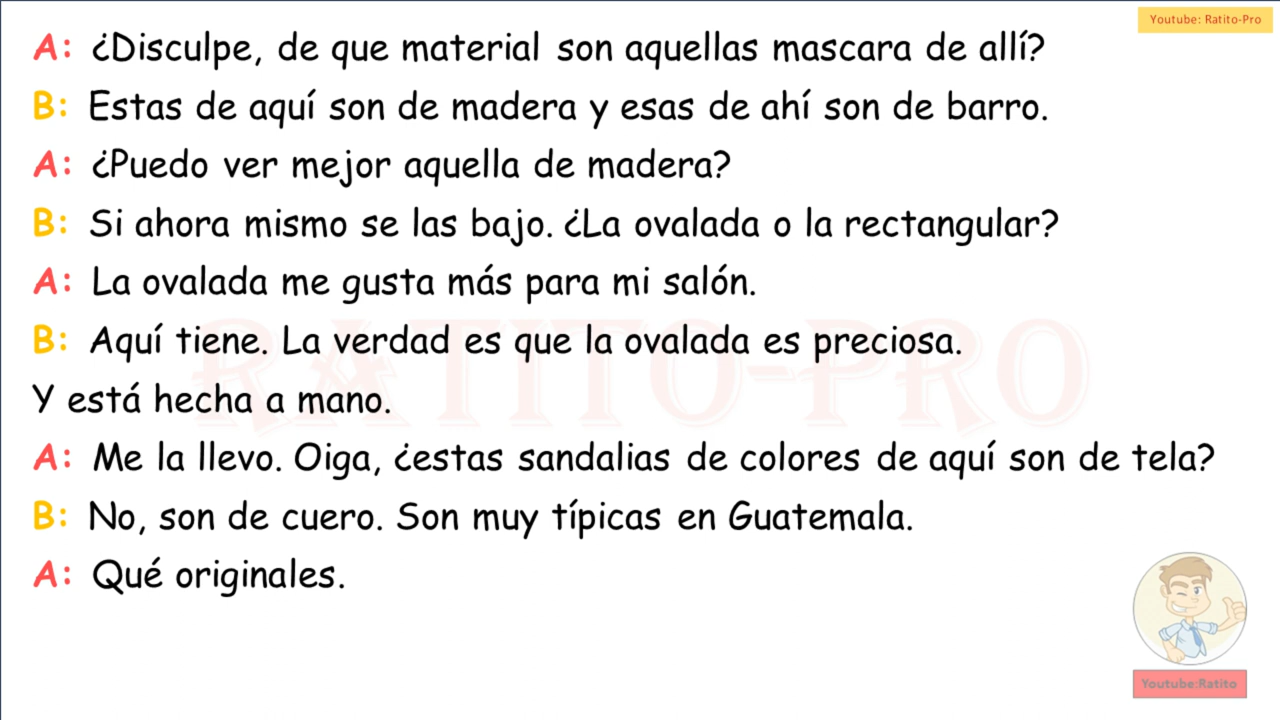 Youtube: Ratito-Pro
A: ¿Disculpe, de que material son aquellas mascara de allí?
B: Estas de aquí son de madera y esas de ahí son de barro.
A: ¿Puedo ver mejor aquella de madera?
B: Si ahora mismo se las bajo. ¿La ovalada o la rectangular?
A: La ovalada me gusta más para mi salón.
B: Aquí tiene. La verdad es que la ovalada es preciosa.
RATITO-PRO
Y está hecha a mano.
A: Me la llevo. Oiga, ¿estas sandalias de colores de aquí son de tela?
B: No, son de cuero. Son muy típicas en Guatemala.
A: Qué originales.
Youtube:Ratito